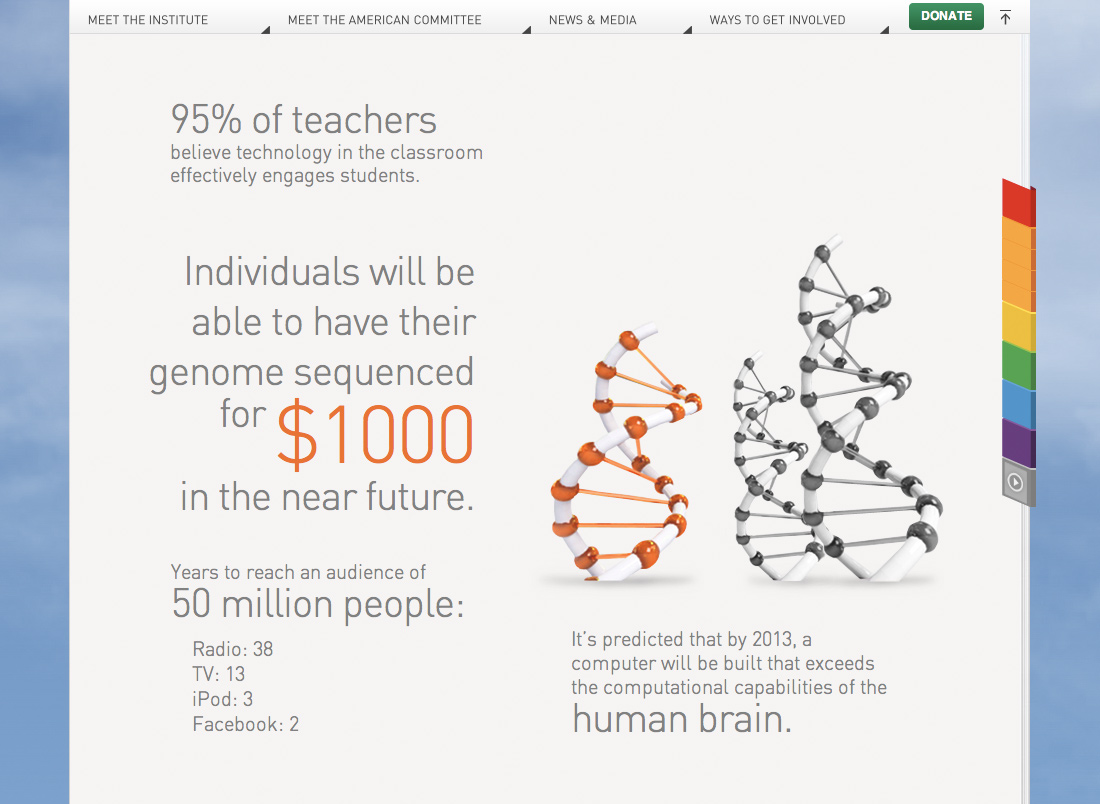 MEET THE INSTITUTE
MEET THE AMERICAN COMMITTEE
NEWS & MEDIA
WAYS TO GET INVOLVED
DONATE
95% of teachers
believe technology in the classroom
effectively engages students.
Individuals will be
able to have their
genome sequenced
for $1000
in the near future.
Years to reach an audience of
50 million people:
Radio: 38
TV: 13
iPod: 3
Facebook: 2
It's predicted that by 2013, a
computer will be built that exceeds
the computational capabilities of the
human brain.